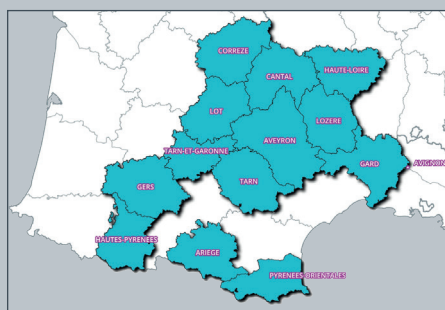 CORREZE
CANTAL
HAUTE-LOIRE
LOT
LOZERE
AVEYRON
TARN-ET-GARONNE
GARD
AVIGNON
GERS
TARN
HAUTES PYRENEES
ARIEGE
PYRENEES ORIENTALES